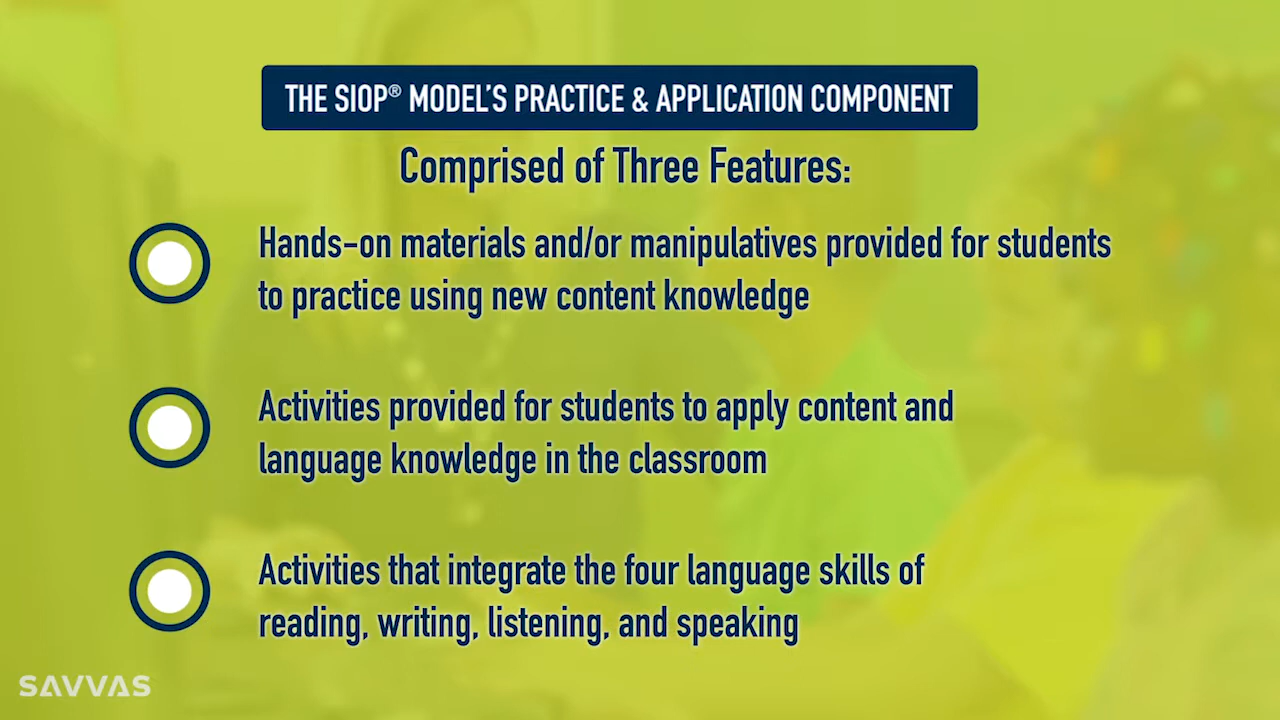 THE SIOP® MODEL'S PRACTICE & APPLICATION COMPONENT
Comprised of Three Features:
Hands-on materials and/or manipulatives provided for students
to practice using new content knowledge
Activities provided for students to apply content and
language knowledge in the classroom
Activities that integrate the four language skills of
reading, writing, listening, and speaking
SAVVAS